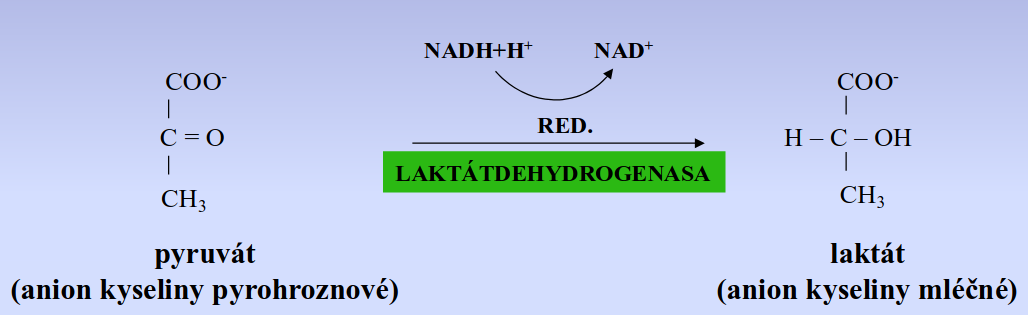 NADH+H⁺ NAD⁺
COO⁻ COO⁻
RED.
C = O H – C – OH
LAKTÁTDEHYDROGENASA
CH₃ CH₃
pyruvát laktát
(anion kyseliny pyrohroznové) (anion kyseliny mléčné)